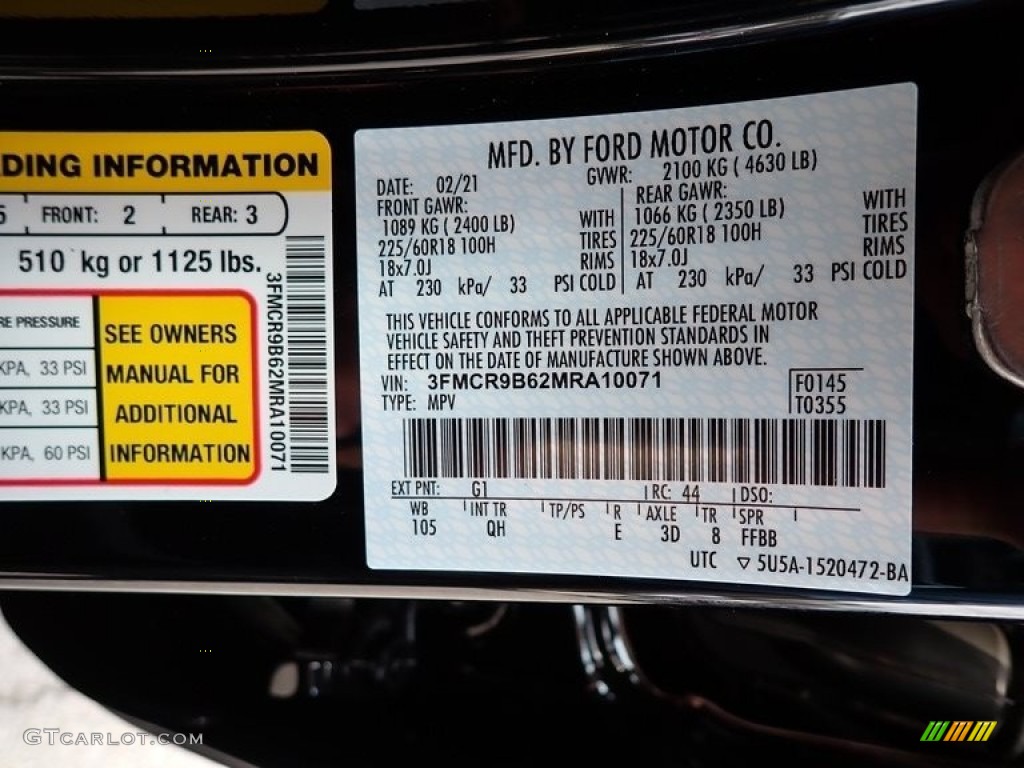 DING INFORMATION
5 FRONT: 2 REAR: 3
510 kg or 1125 lbs.
RE PRESSURE
KPA, 33 PSI
KPA, 33 PSI
KPA, 60 PSI
SEE OWNERS
MANUAL FOR
ADDITIONAL
INFORMATION
3FMCR9B62MRA10071
MFD. BY FORD MOTOR CO.
DATE: 02/21 GVWR: 2100 KG ( 4630 LB)
FRONT GAWR: REAR GAWR:
1089 KG ( 2400 LB) WITH 1066 KG ( 2350 LB) WITH
225/60R18 100H TIRES 225/60R18 100H TIRES
18x7.0J RIMS 18x7.0J RIMS
AT 230 kPa/ 33 PSI COLD AT 230 kPa/ 33 PSI COLD
THIS VEHICLE CONFORMS TO ALL APPLICABLE FEDERAL MOTOR
VEHICLE SAFETY AND THEFT PREVENTION STANDARDS IN
EFFECT ON THE DATE OF MANUFACTURE SHOWN ABOVE.
VIN: 3FMCR9B62MRA10071 F0145
TYPE: MPV T0355
EXT PNT: G1 RC: 44 DSO:
WB INT TR TP/PS R AXLE TR SPR
105 QH E 3D 8 FFBB
UTC ▽ 5U5A-1520472-BA
GTCARLOT.COM